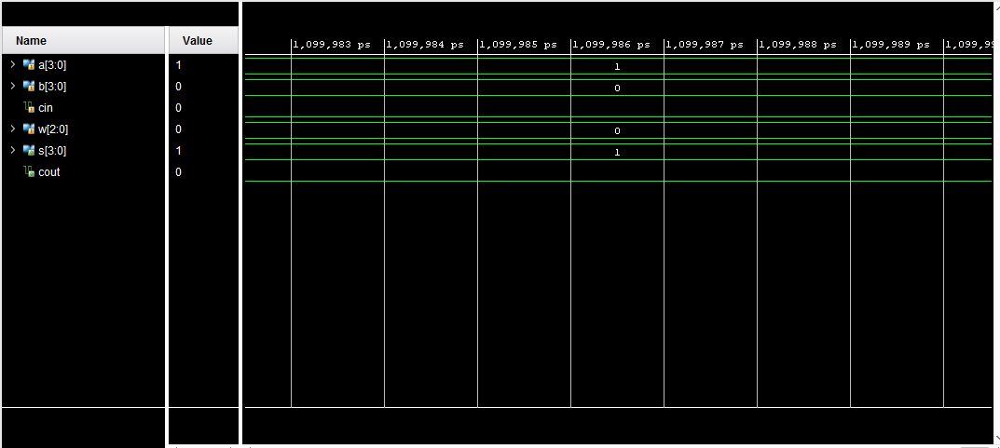 Name Value
1,099,983 ps 1,099,984 ps 1,099,985 ps 1,099,986 ps 1,099,987 ps 1,099,988 ps 1,099,989 ps 1,099,99
a[3:0] 1 1
b[3:0] 0 0
cin 0
w[2:0] 0 0
s[3:0] 1 1
cout 0